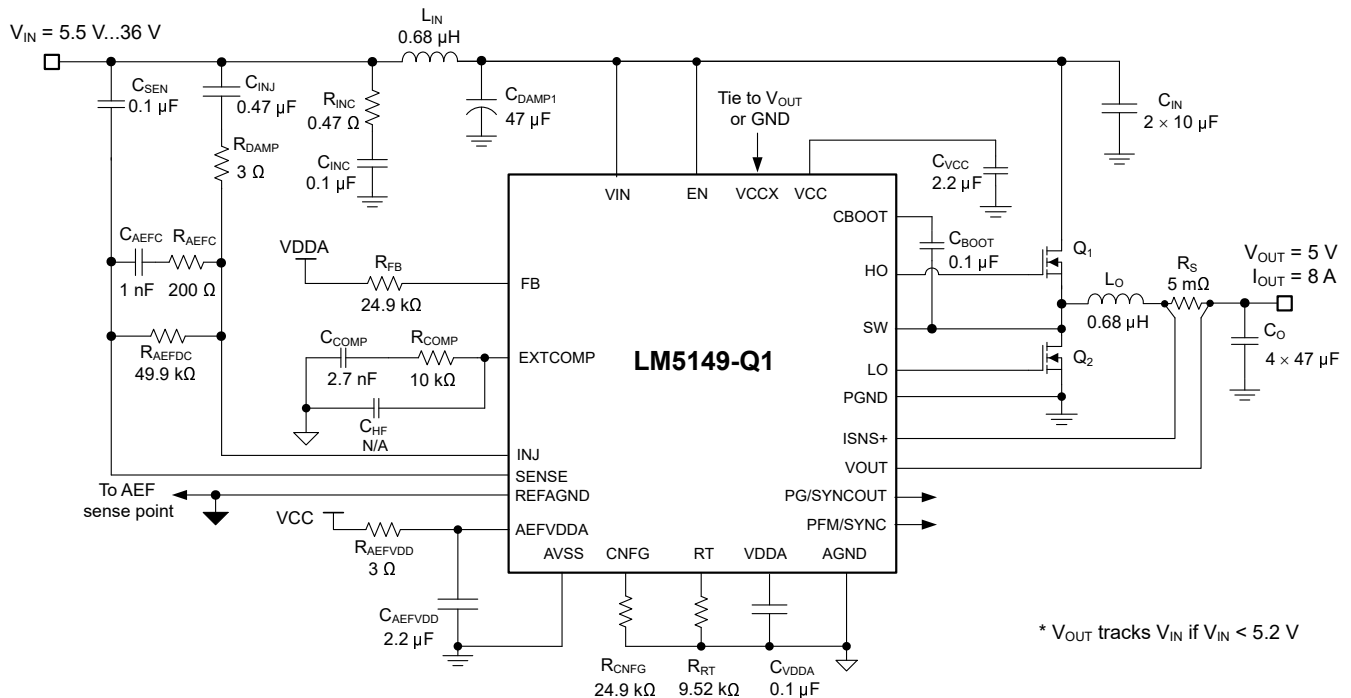 V_IN = 5.5 V...36 V
L_IN
0.68 µH
C_SEN
0.1 µF
C_INJ
0.47 µF
R_INC
0.47 Ω
C_DAMP1
47 µF
Tie to V_OUT
or GND
C_IN
2 × 10 µF
R_DAMP
3 Ω
C_INC
0.1 µF
C_VCC
2.2 µF
VIN
EN
VCCX
VCC
CBOOT
C_BOOT
0.1 µF
Q_1
V_OUT = 5 V
I_OUT = 8 A
C_AEFC
1 nF
R_AEFC
200 Ω
VDDA
R_FB
24.9 kΩ
FB
HO
L_O
0.68 µH
R_S
5 mΩ
R_AEFDC
49.9 kΩ
C_COMP
2.7 nF
R_COMP
10 kΩ
EXTCOMP
LM5149-Q1
SW
LO
Q_2
C_O
4 × 47 µF
C_HF
N/A
PGND
INJ
SENSE
REFAGND
ISNS+
VOUT
To AEF
sense point
VCC
R_AEFVDD
3 Ω
AEFVDDA
PG/SYNCOUT
PFM/SYNC
AVSS
CNFG
RT
VDDA
AGND
C_AEFVDD
2.2 µF
R_CNFG
24.9 kΩ
R_RT
9.52 kΩ
C_VDDA
0.1 µF
* V_OUT tracks V_IN if V_IN < 5.2 V